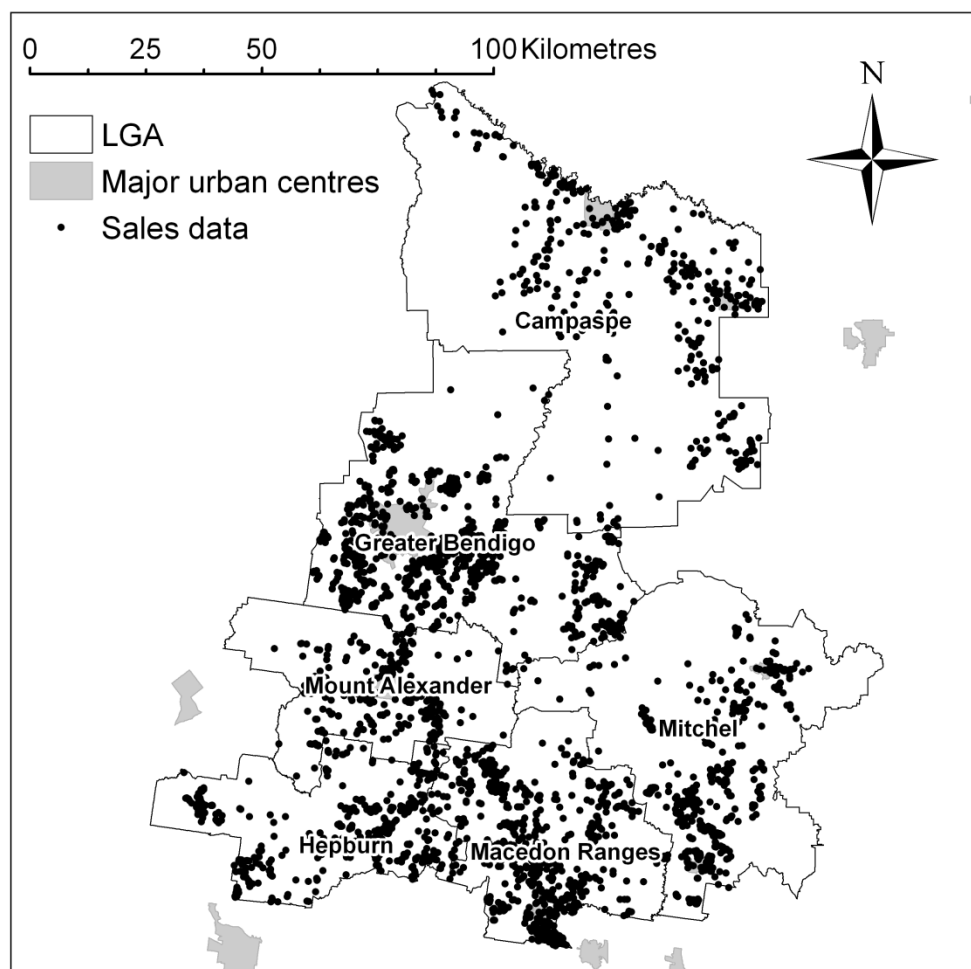 0 25 50 100 Kilometres
N
LGA
Major urban centres
Sales data
Campaspe
Greater Bendigo
Mount Alexander
Mitchel
Hepburn
Macedon Ranges